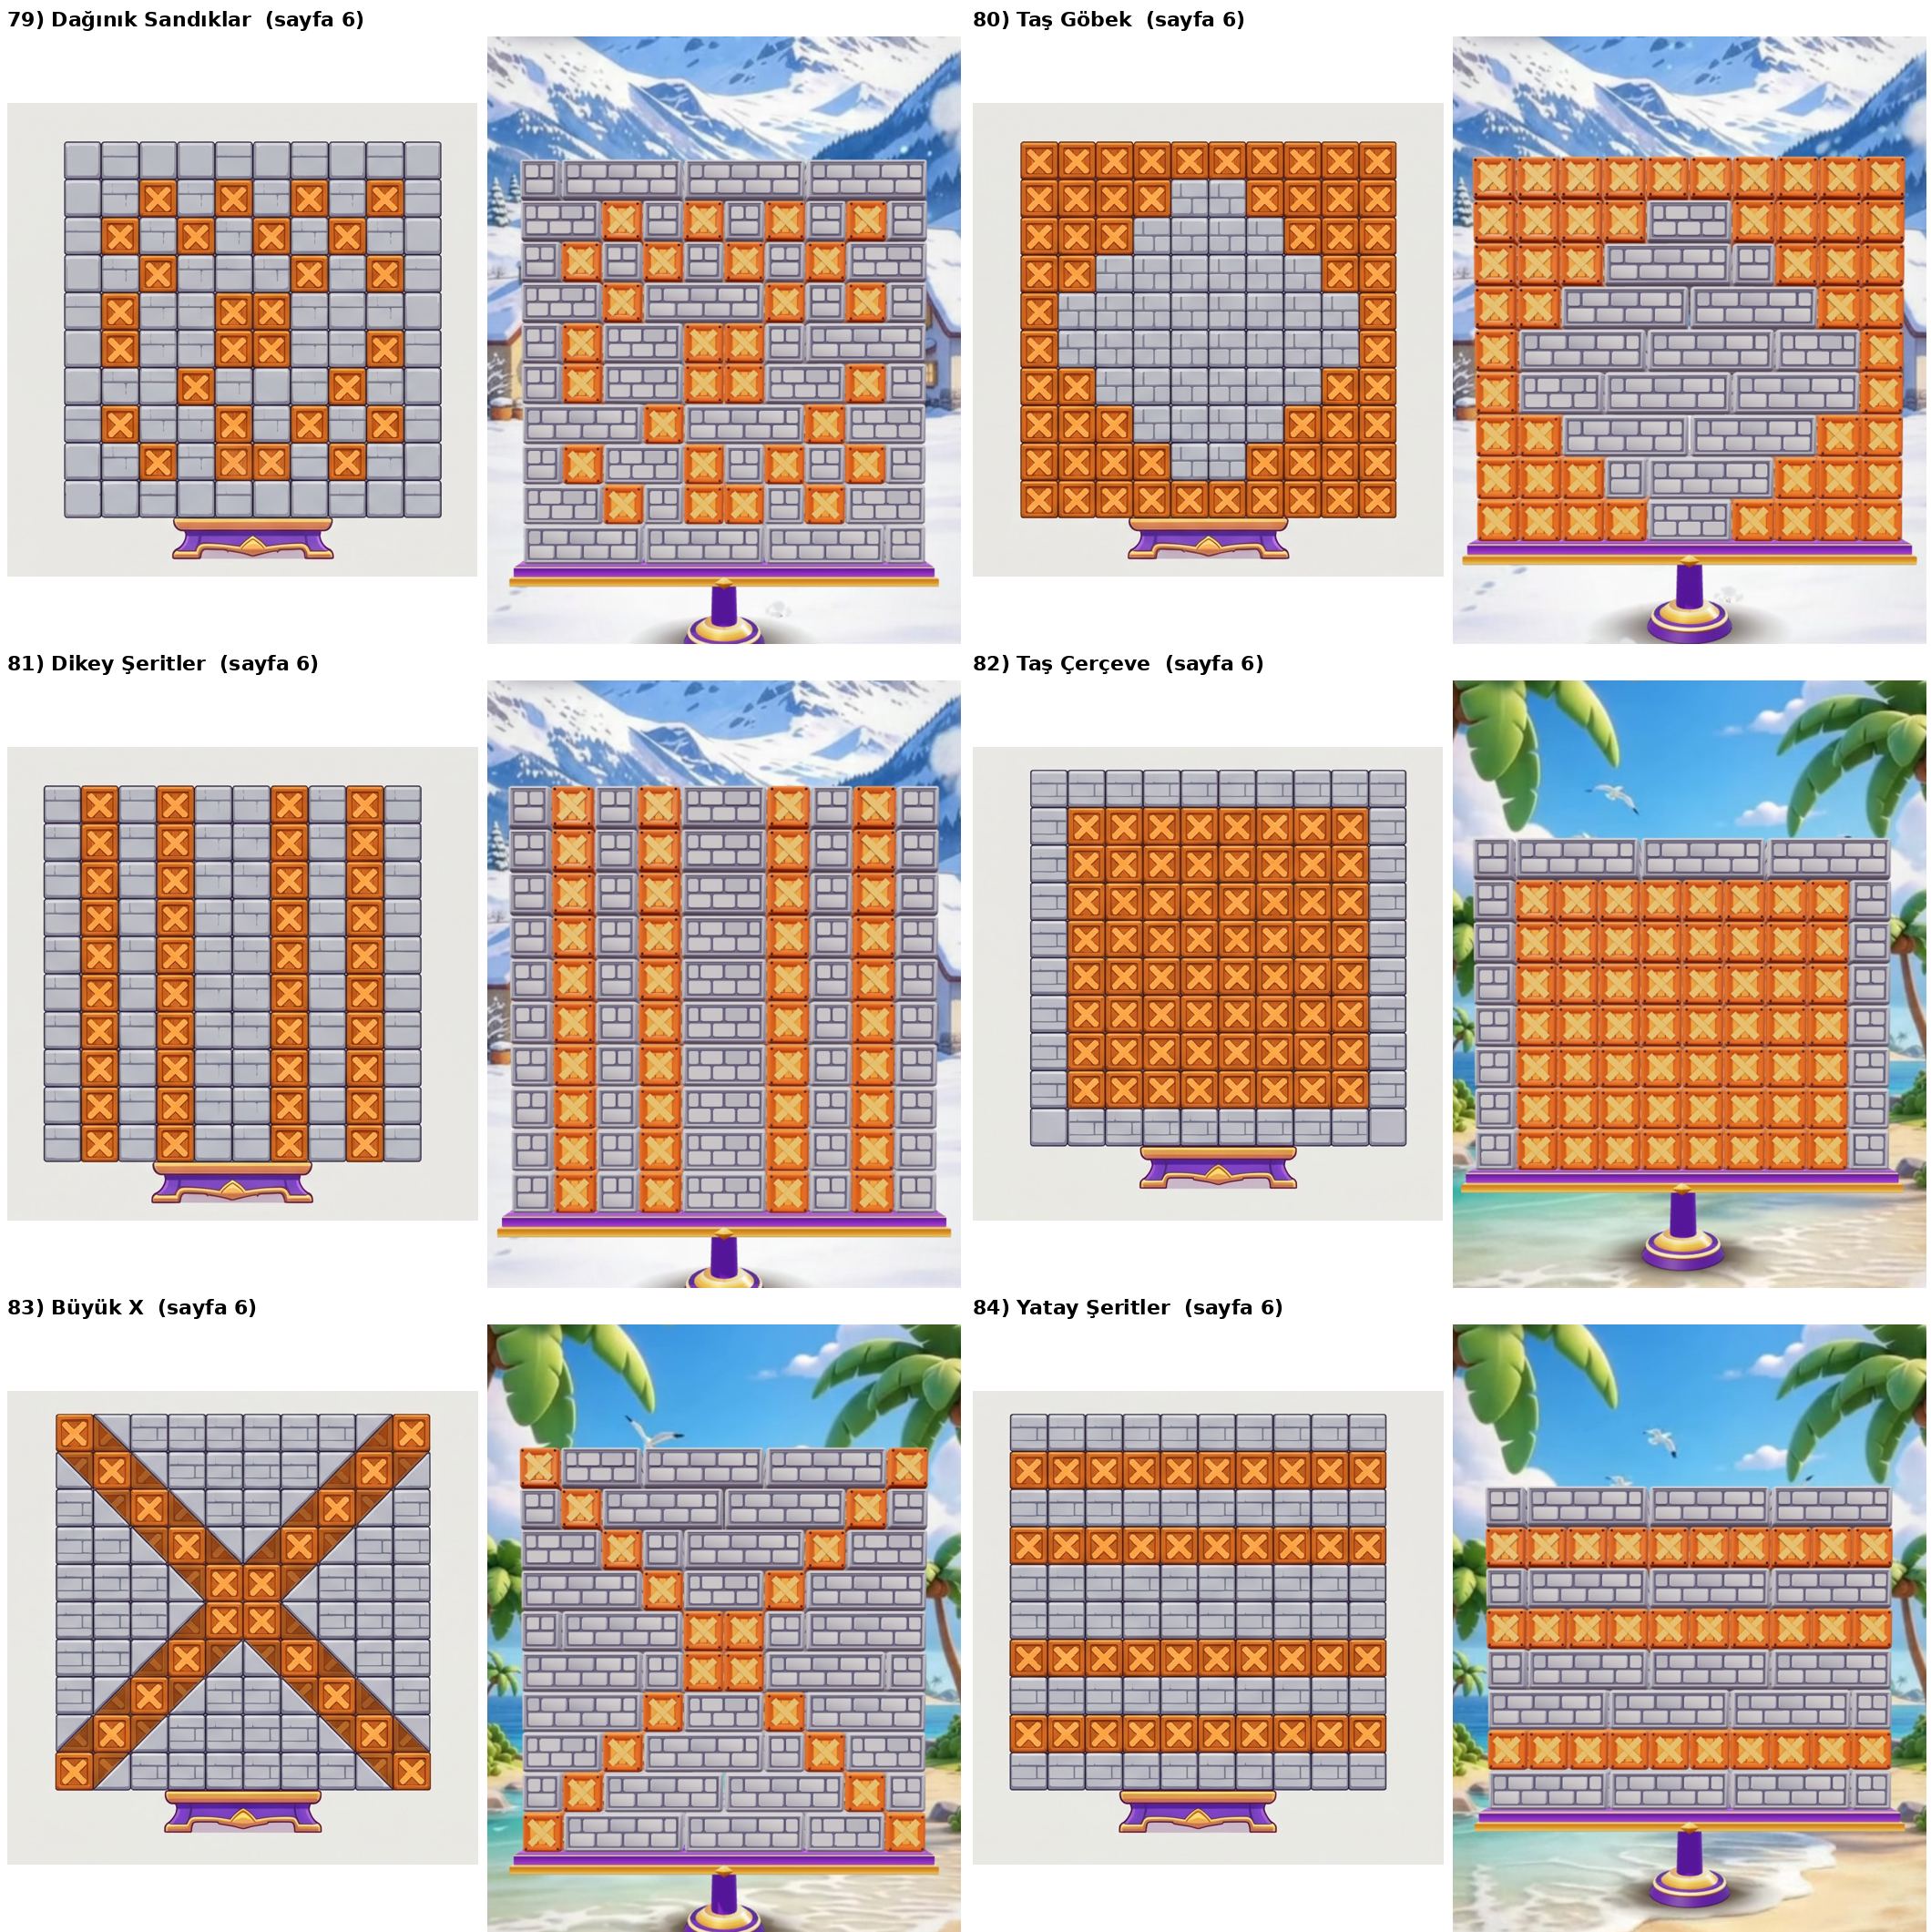 79) Dağınık Sandıklar (sayfa 6)
80) Taş Göbek (sayfa 6)
81) Dikey Şeritler (sayfa 6)
82) Taş Çerçeve (sayfa 6)
83) Büyük X (sayfa 6)
84) Yatay Şeritler (sayfa 6)